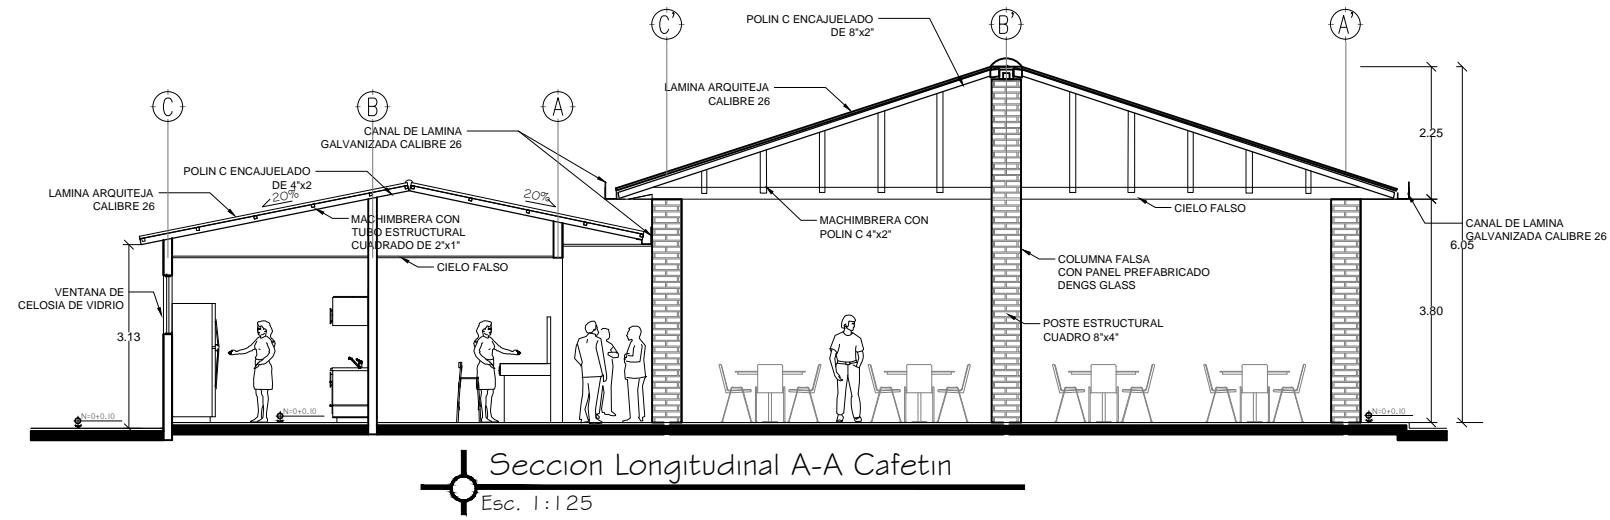 C'
B'
A'
POLIN C ENCAJUELADO
DE 8"x2"
LAMINA ARQUITEJA
CALIBRE 26
C
B
A
CANAL DE LAMINA
GALVANIZADA CALIBRE 26
2.25
POLIN C ENCAJUELADO
DE 4"x2
20%
20%
LAMINA ARQUITEJA
CALIBRE 26
MACHIMBRERA CON
TUBO ESTRUCTURAL
CUADRADO DE 2"x1"
MACHIMBRERA CON
POLIN C 4"x2"
CIELO FALSO
CANAL DE LAMINA
GALVANIZADA CALIBRE 26
6.05
CIELO FALSO
COLUMNA FALSA
CON PANEL PREFABRICADO
DENGS GLASS
VENTANA DE
CELOSIA DE VIDRIO
3.13
3.80
POSTE ESTRUCTURAL
CUADRO 8"x4"
N=0+0.10
N=0+0.10
N=0+0.10
Seccion Longitudinal A-A Cafetin
Esc. 1:125